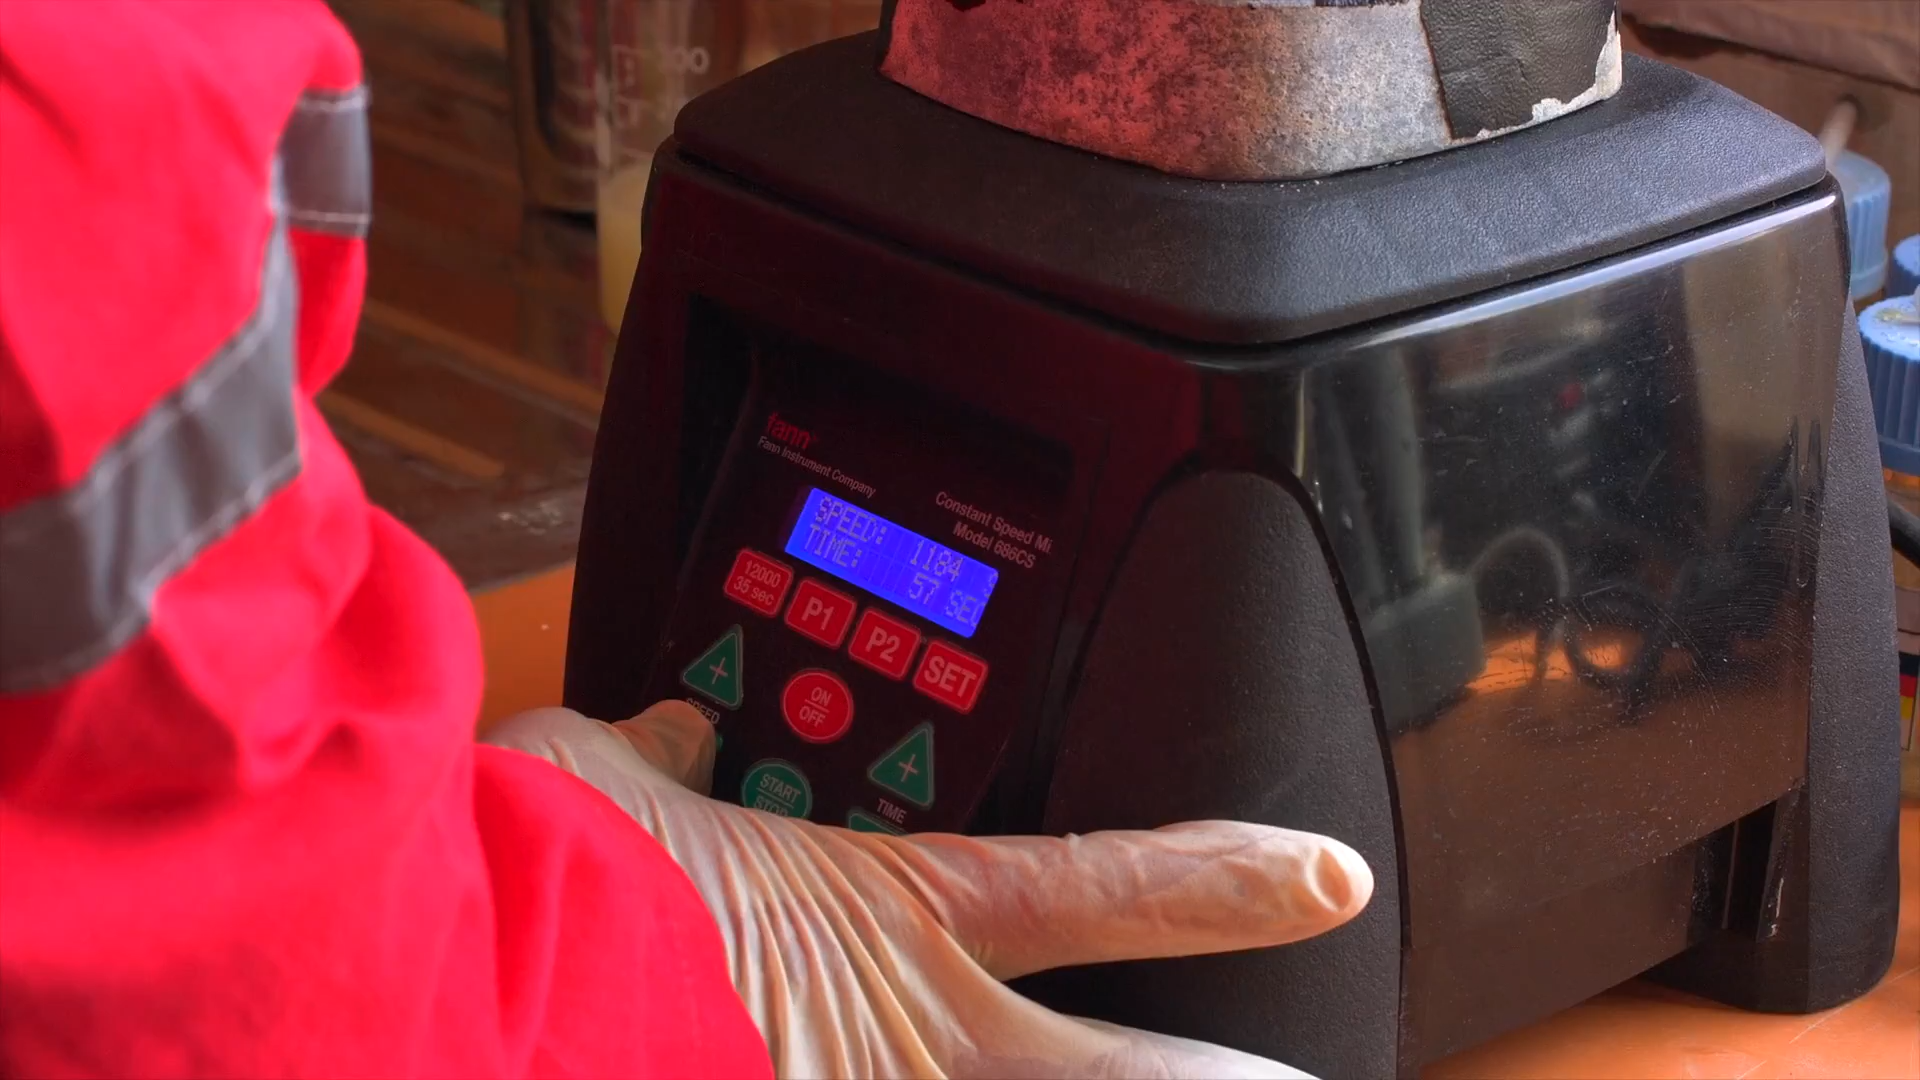 fann
Fann Instrument Company
Constant Speed Mi
Model 686CS
SPEED: 1184 S
TIME: 57 SEC
12000
35 sec
P1
P2
SET
+
SPEED
ON
OFF
+
TIME
START
STOP